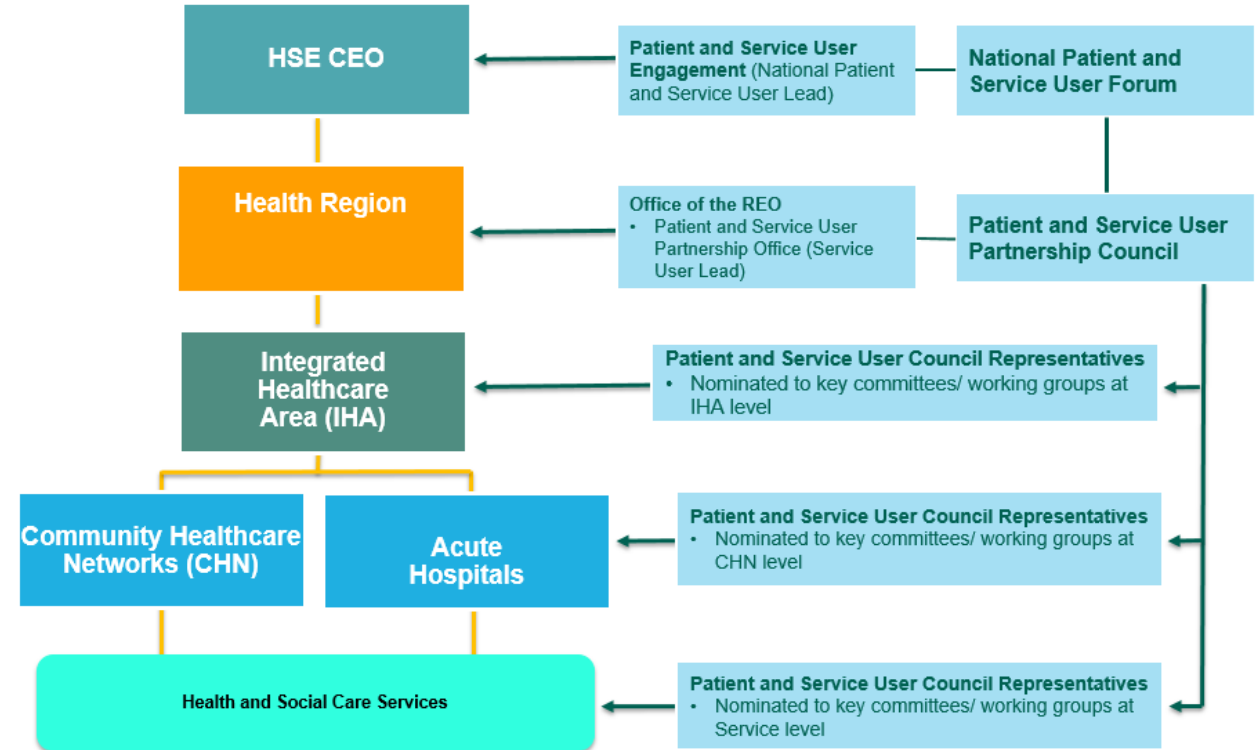 HSE CEO
Patient and Service User
Engagement (National Patient
and Service User Lead)
National Patient and
Service User Forum
Health Region
Office of the REO
• Patient and Service User
Partnership Office (Service
User Lead)
Patient and Service User
Partnership Council
Integrated
Healthcare
Area (IHA)
Patient and Service User Council Representatives
• Nominated to key committees/ working groups at
IHA level
Community Healthcare
Networks (CHN)
Acute
Hospitals
Patient and Service User Council Representatives
• Nominated to key committees/ working groups at
CHN level
Health and Social Care Services
Patient and Service User Council Representatives
• Nominated to key committees/ working groups at
Service level